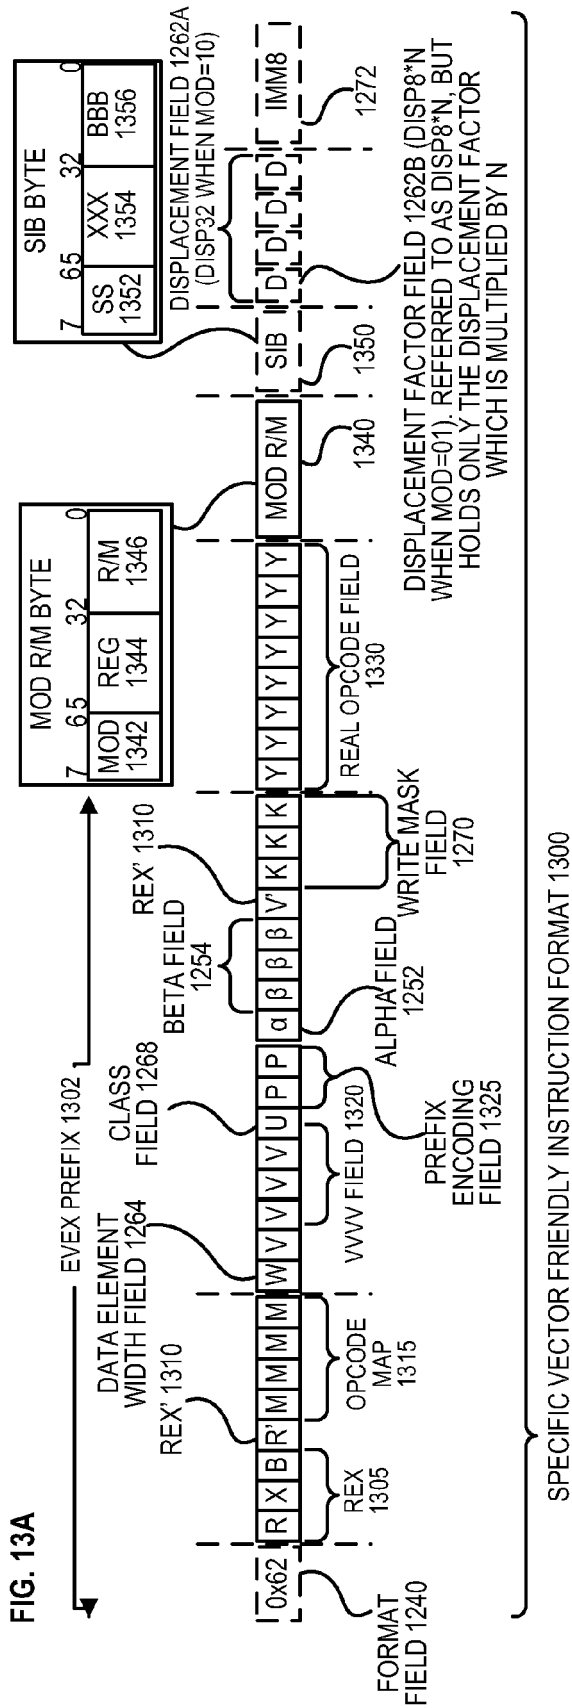 FIG. 13A
EVEX PREFIX 1302
MOD R/M BYTE
7 6 5 3 2 0
MOD
1342
REG
1344
R/M
1346
SIB BYTE
7 6 5 3 2 0
SS
1352
XXX
1354
BBB
1356
DATA ELEMENT
WIDTH FIELD 1264
REX' 1310
CLASS
FIELD 1268
BETA FIELD
1254
REX' 1310
DISPLACEMENT FIELD 1262A
(DISP32 WHEN MOD=10)
0x62 R X B R' M M M M W V V V V U P P α β β β V' K K K Y Y Y Y Y Y Y Y MOD R/M SIB D D D D IMM8
FORMAT
FIELD 1240
REX
1305
OPCODE
MAP
1315
VVVV FIELD 1320
PREFIX
ENCODING
FIELD 1325
ALPHA FIELD
1252
WRITE MASK
FIELD
1270
REAL OPCODE FIELD
1330
1340
1350
1272
DISPLACEMENT FACTOR FIELD 1262B (DISP8*N
WHEN MOD=01). REFERRED TO AS DISP8*N, BUT
HOLDS ONLY THE DISPLACEMENT FACTOR
WHICH IS MULTIPLIED BY N
SPECIFIC VECTOR FRIENDLY INSTRUCTION FORMAT 1300